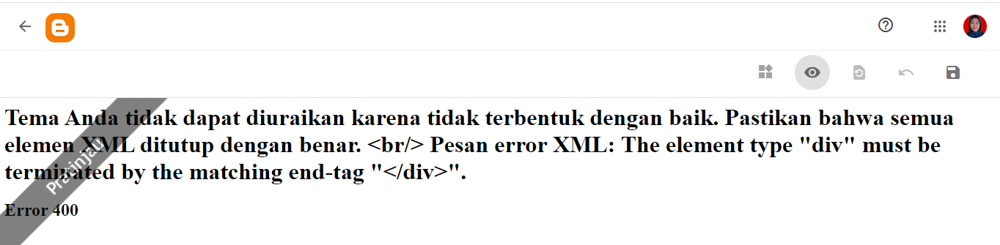 Tema Anda tidak dapat diuraikan karena tidak terbentuk dengan baik. Pastikan bahwa semua
elemen XML ditutup dengan benar. <br/> Pesan error XML: The element type "div" must be
terminated by the matching end-tag "</div>".
Error 400
Pratinjau